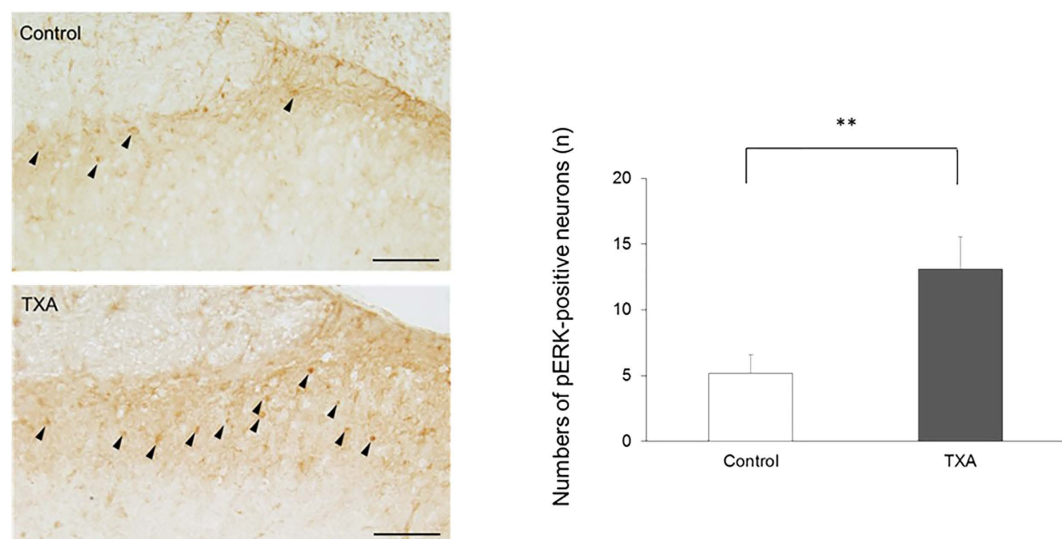 Control
TXA
**
Numbers of pERK-positive neurons (n)
20
15
10
5
0
Control
TXA